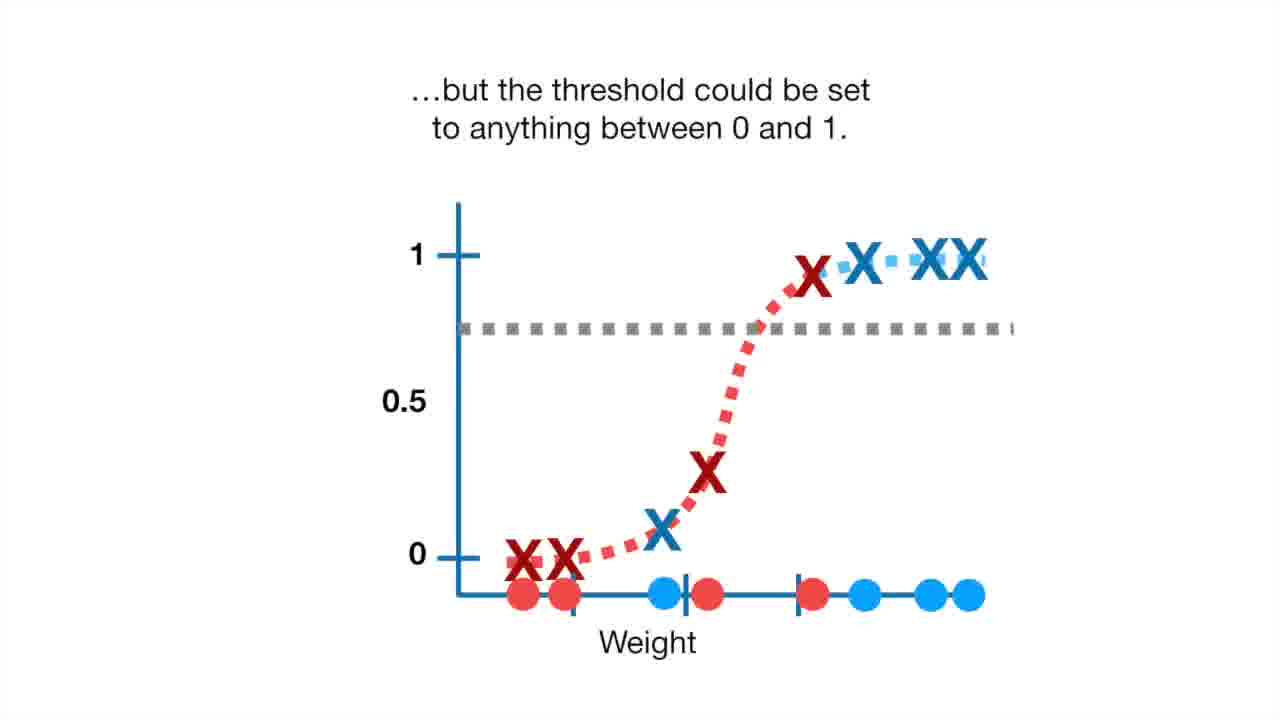 …but the threshold could be set
to anything between 0 and 1.
1
0.5
0
Weight